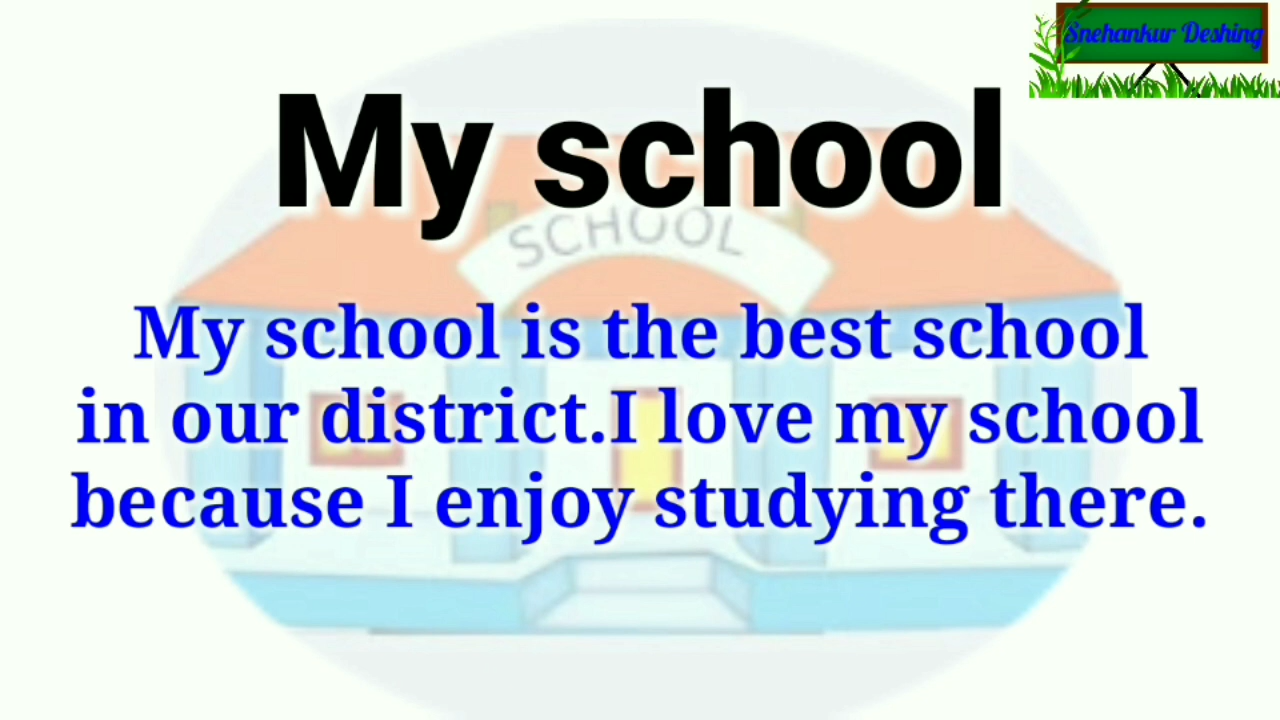 Snehankur Deshing
My school
SCHOOL
My school is the best school
in our district.I love my school
because I enjoy studying there.